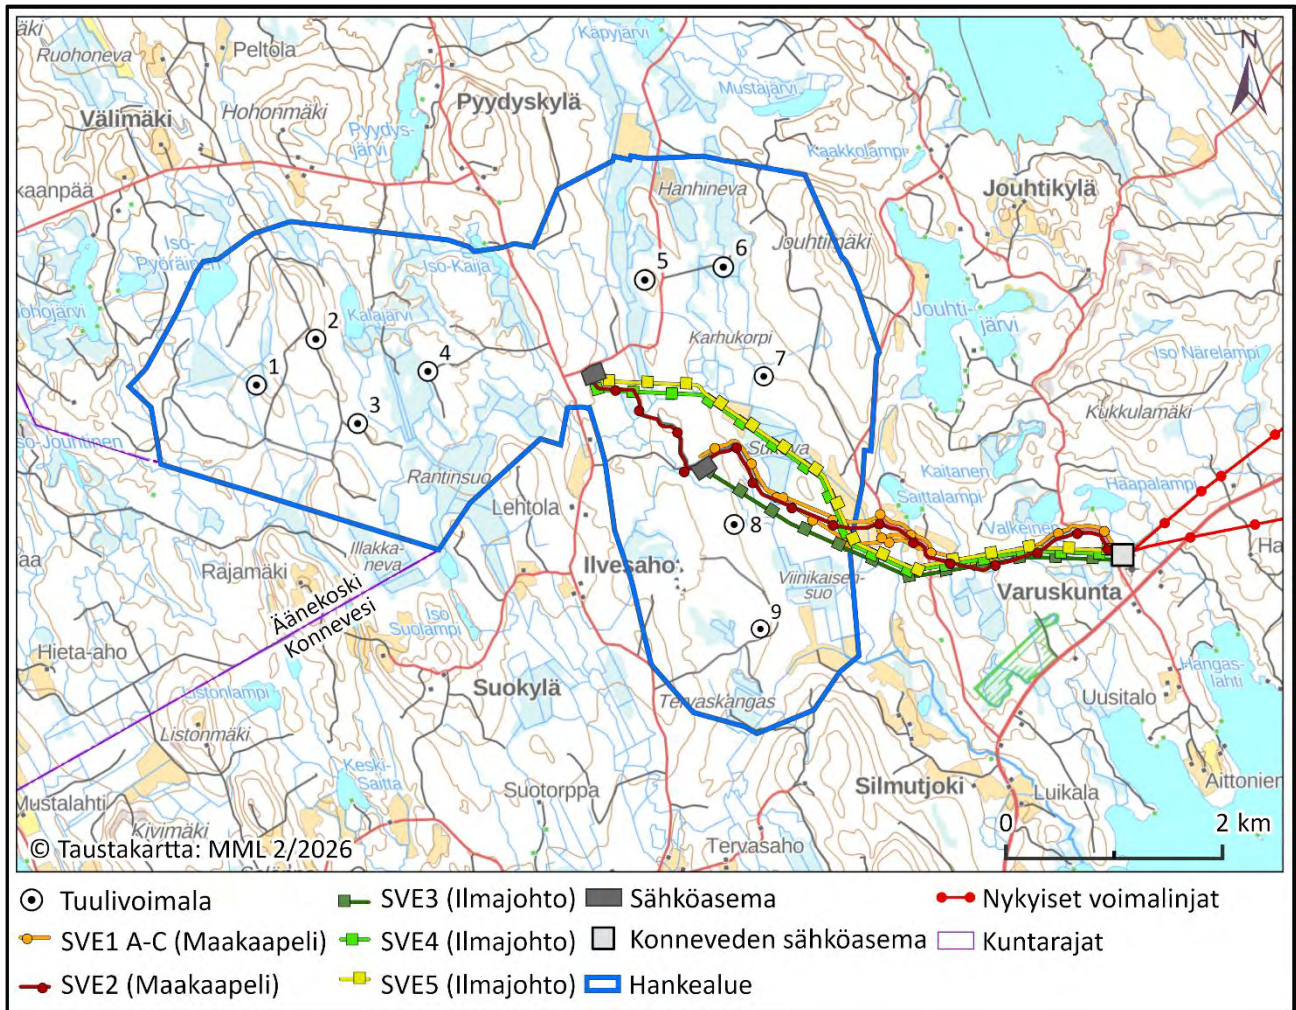 äki
Ruohoneva
Peltola
Käpyjärvi
N
Mustajärvi
Hohonmäki
Pyydyskylä
Välimäki
Pyydys-
järvi
Kaakkolampi
kaanpää
Hanhineva
Jouhtikylä
Iso-
Pyöräinen
Iso-Kaija
Jouhtimäki
5
6
Kalajärvi
2
Jouhti-
järvi
Karhukorpi
Iso Närelampi
1
4
7
3
Kukkulamäki
so-Jouhtinen
Rantinsuo
Kaitanen
Saittalampi
Haapalampi
Lehtola
8
Valkeinen
Ha
Illakka-
neva
Ilvesaho
Rajamäki
Viinikaisen-
suo
Varuskunta
Äänekoski
Konnevesi
Iso
Suolampi
9
Hieta-aho
Hangas-
lahti
Listonlampi
Suokylä
Tervaskangas
Uusitalo
Listonmäki
Keski-
Saitta
Suotorppa
Silmutjoki
Luikala
Aittonien
Mustalahti
Kivimäki
Tervasaho
0
2 km
© Taustakartta: MML 2/2026
Tuulivoimala
SVE3 (Ilmajohto)
Sähköasema
Nykyiset voimalinjat
SVE1 A-C (Maakaapeli)
SVE4 (Ilmajohto)
Konneveden sähköasema
Kuntarajat
SVE2 (Maakaapeli)
SVE5 (Ilmajohto)
Hankealue